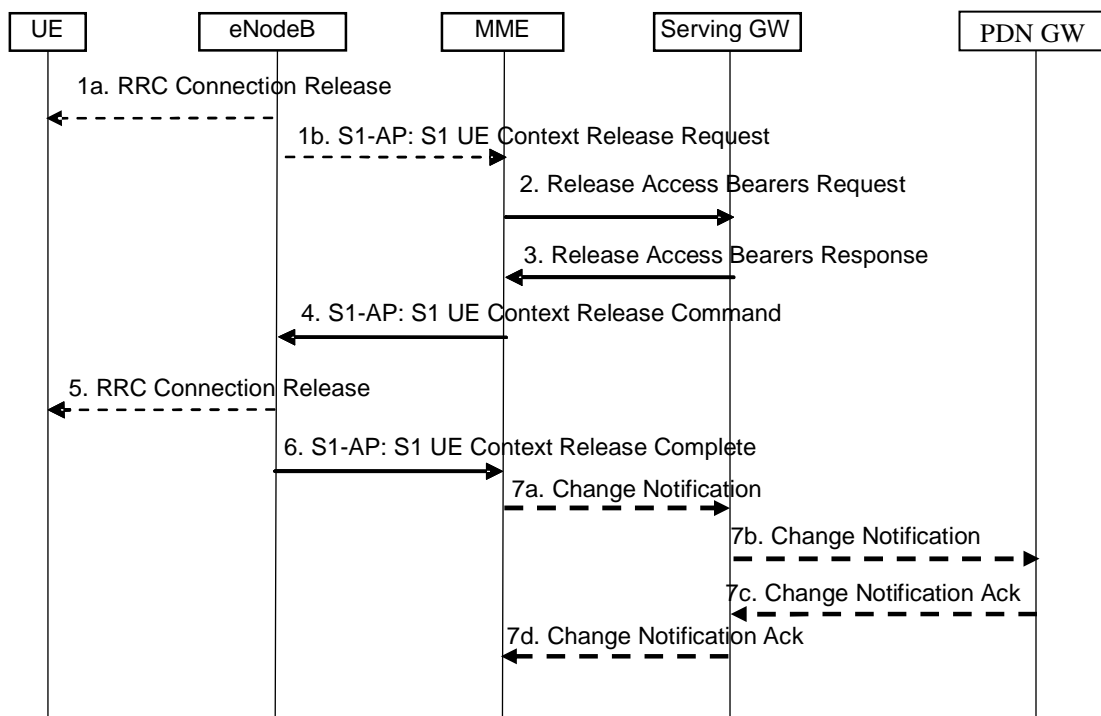 UE
eNodeB
MME
Serving GW
PDN GW
1a. RRC Connection Release
1b. S1-AP: S1 UE Context Release Request
2. Release Access Bearers Request
3. Release Access Bearers Response
4. S1-AP: S1 UE Context Release Command
5. RRC Connection Release
6. S1-AP: S1 UE Context Release Complete
7a. Change Notification
7b. Change Notification
7c. Change Notification Ack
7d. Change Notification Ack